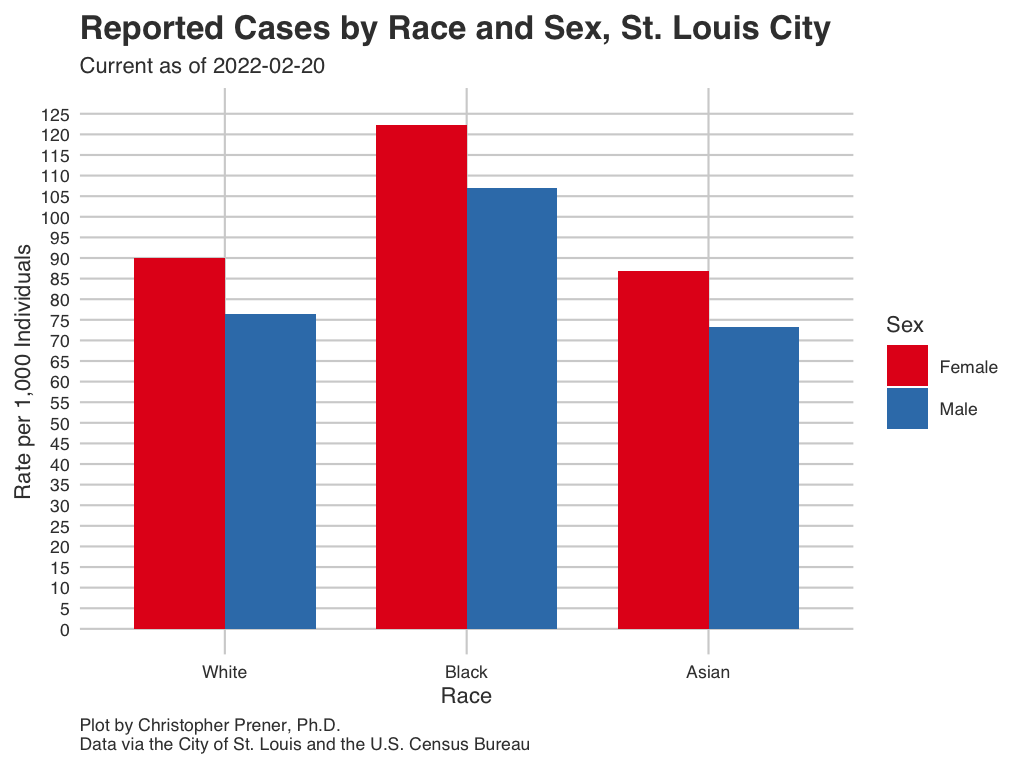 Reported Cases by Race and Sex, St. Louis City
Current as of 2022-02-20
Rate per 1,000 Individuals
125
120
115
110
105
100
95
90
85
80
75
70
65
60
55
50
45
40
35
30
25
20
15
10
5
0
White Black Asian
Race
Sex
Female
Male
Plot by Christopher Prener, Ph.D.
Data via the City of St. Louis and the U.S. Census Bureau